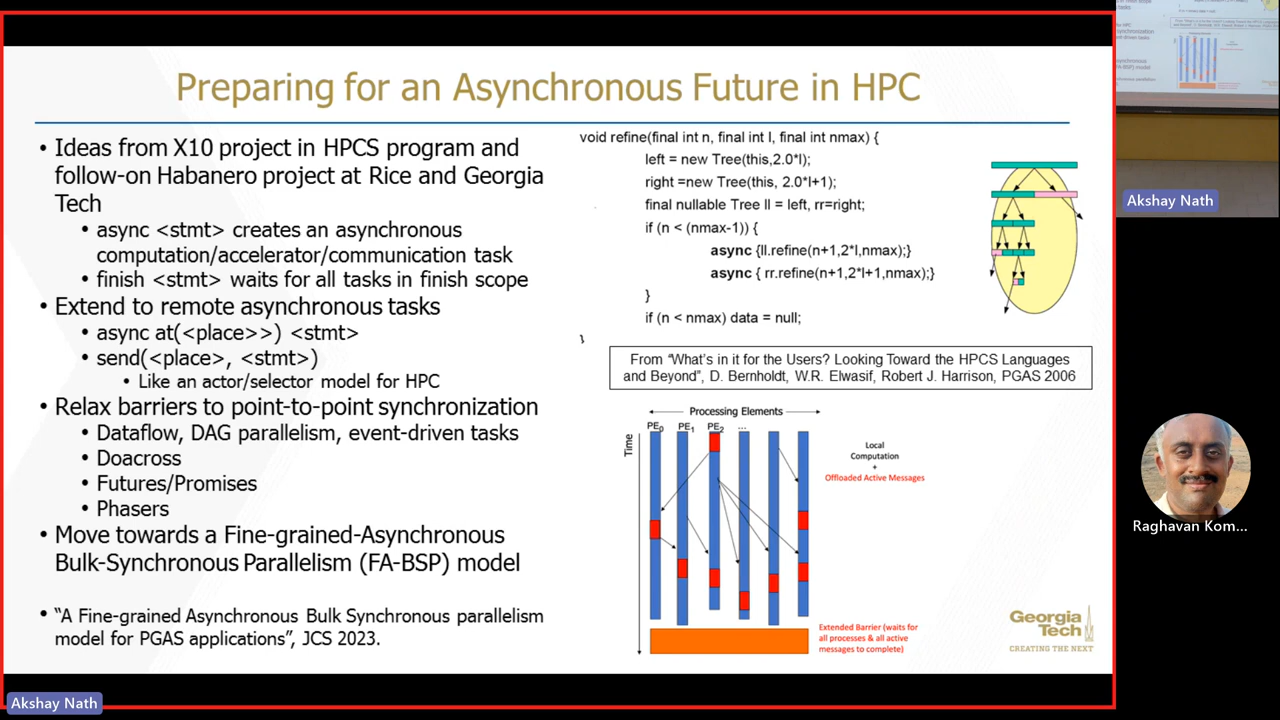 Preparing for an Asynchronous Future in HPC
• Ideas from X10 project in HPCS program and
follow-on Habanero project at Rice and Georgia
Tech
• async <stmt> creates an asynchronous
computation/accelerator/communication task
• finish <stmt> waits for all tasks in finish scope
• Extend to remote asynchronous tasks
• async at(<place>>) <stmt>
• send(<place>, <stmt>)
• Like an actor/selector model for HPC
• Relax barriers to point-to-point synchronization
• Dataflow, DAG parallelism, event-driven tasks
• Doacross
• Futures/Promises
• Phasers
• Move towards a Fine-grained-Asynchronous
Bulk-Synchronous Parallelism (FA-BSP) model
• “A Fine-grained Asynchronous Bulk Synchronous parallelism
model for PGAS applications”, JCS 2023.
void refine(final int n, final int l, final int nmax) {
left = new Tree(this,2.0*l);
right =new Tree(this, 2.0*l+1);
final nullable Tree ll = left, rr=right;
if (n < (nmax-1)) {
async {ll.refine(n+1,2*l,nmax);}
async { rr.refine(n+1,2*l+1,nmax);}
}
if (n < nmax) data = null;
}
From “What’s in it for the Users? Looking Toward the HPCS Languages
and Beyond”, D. Bernholdt, W.R. Elwasif, Robert J. Harrison, PGAS 2006
Processing Elements
PE0 PE1 PE2 ...
Time
Local
Computation
+
Offloaded Active Messages
Extended Barrier (waits for
all processes & all active
messages to complete)
Georgia
Tech
CREATING THE NEXT
Akshay Nath
Akshay Nath
Raghavan Kom...